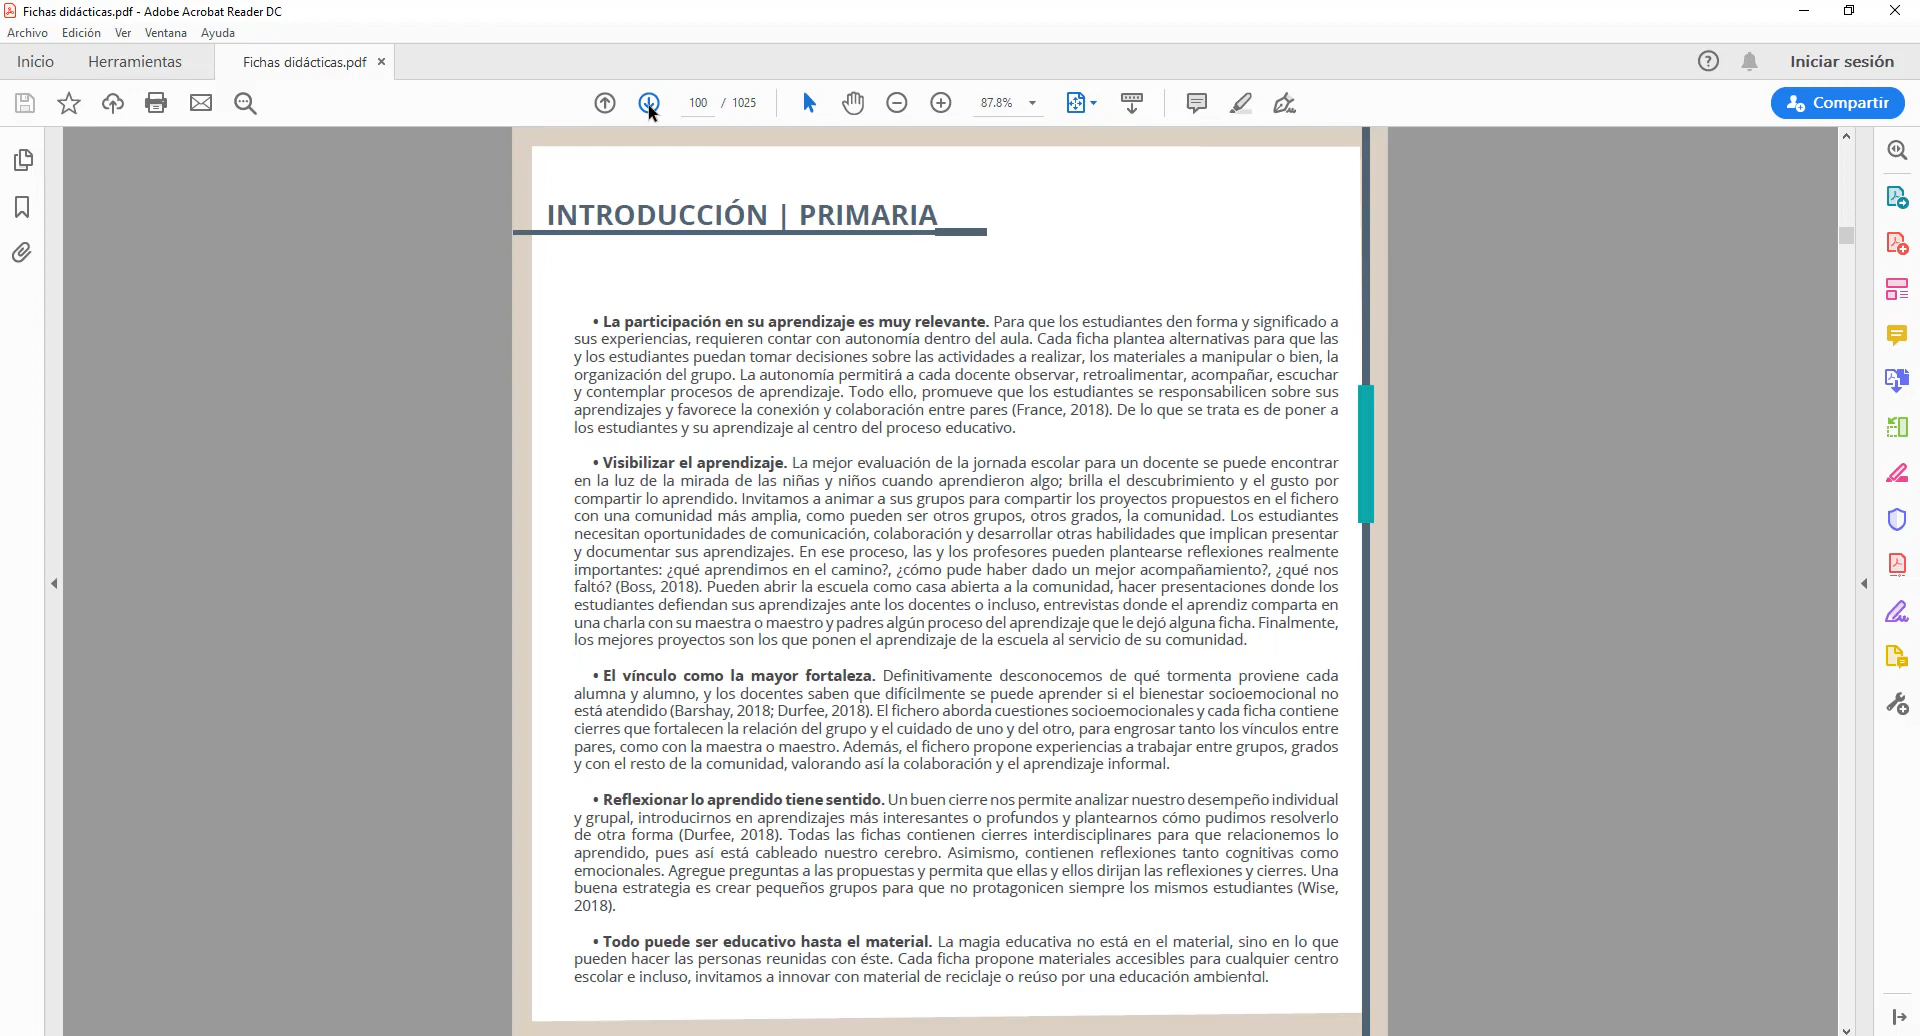 Fichas didácticas.pdf - Adobe Acrobat Reader DC
Archivo Edición Ver Ventana Ayuda
Inicio Herramientas Fichas didácticas.pdf × ? Iniciar sesión
100 / 1025 87.8% Compartir
INTRODUCCIÓN | PRIMARIA
• La participación en su aprendizaje es muy relevante. Para que los estudiantes den forma y significado a
sus experiencias, requieren contar con autonomía dentro del aula. Cada ficha plantea alternativas para que las
y los estudiantes puedan tomar decisiones sobre las actividades a realizar, los materiales a manipular o bien, la
organización del grupo. La autonomía permitirá a cada docente observar, retroalimentar, acompañar, escuchar
y contemplar procesos de aprendizaje. Todo ello, promueve que los estudiantes se responsabilicen sobre sus
aprendizajes y favorece la conexión y colaboración entre pares (France, 2018). De lo que se trata es de poner a
los estudiantes y su aprendizaje al centro del proceso educativo.
• Visibilizar el aprendizaje. La mejor evaluación de la jornada escolar para un docente se puede encontrar
en la luz de la mirada de las niñas y niños cuando aprendieron algo; brilla el descubrimiento y el gusto por
compartir lo aprendido. Invitamos a animar a sus grupos para compartir los proyectos propuestos en el fichero
con una comunidad más amplia, como pueden ser otros grupos, otros grados, la comunidad. Los estudiantes
necesitan oportunidades de comunicación, colaboración y desarrollar otras habilidades que implican presentar
y documentar sus aprendizajes. En ese proceso, las y los profesores pueden plantearse reflexiones realmente
importantes: ¿qué aprendimos en el camino?, ¿cómo pude haber dado un mejor acompañamiento?, ¿qué nos
faltó? (Boss, 2018). Pueden abrir la escuela como casa abierta a la comunidad, hacer presentaciones donde los
estudiantes defiendan sus aprendizajes ante los docentes o incluso, entrevistas donde el aprendiz comparta en
una charla con su maestra o maestro y padres algún proceso del aprendizaje que le dejó alguna ficha. Finalmente,
los mejores proyectos son los que ponen el aprendizaje de la escuela al servicio de su comunidad.
• El vínculo como la mayor fortaleza. Definitivamente desconocemos de qué tormenta proviene cada
alumna y alumno, y los docentes saben que difícilmente se puede aprender si el bienestar socioemocional no
está atendido (Barshay, 2018; Durfee, 2018). El fichero aborda cuestiones socioemocionales y cada ficha contiene
cierres que fortalecen la relación del grupo y el cuidado de uno y del otro, para engrosar tanto los vínculos entre
pares, como con la maestra o maestro. Además, el fichero propone experiencias a trabajar entre grupos, grados
y con el resto de la comunidad, valorando así la colaboración y el aprendizaje informal.
• Reflexionar lo aprendido tiene sentido. Un buen cierre nos permite analizar nuestro desempeño individual
y grupal, introducirnos en aprendizajes más interesantes o profundos y plantearnos cómo pudimos resolverlo
de otra forma (Durfee, 2018). Todas las fichas contienen cierres interdisciplinares para que relacionemos lo
aprendido, pues así está cableado nuestro cerebro. Asimismo, contienen reflexiones tanto cognitivas como
emocionales. Agregue preguntas a las propuestas y permita que ellas y ellos dirijan las reflexiones y cierres. Una
buena estrategia es crear pequeños grupos para que no protagonicen siempre los mismos estudiantes (Wise,
2018).
• Todo puede ser educativo hasta el material. La magia educativa no está en el material, sino en lo que
pueden hacer las personas reunidas con éste. Cada ficha propone materiales accesibles para cualquier centro
escolar e incluso, invitamos a innovar con material de reciclaje o reúso por una educación ambiental.